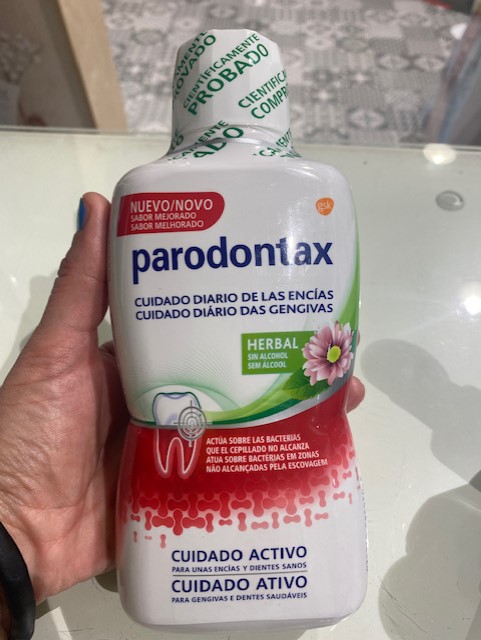 CIENTÍFICAMENTE
PROBADO
NUEVO/NOVO
SABOR MEJORADO
SABOR MELHORADO
gsk
parodontax
CUIDADO DIARIO DE LAS ENCÍAS
CUIDADO DIÁRIO DAS GENGIVAS
HERBAL
SIN ALCOHOL
SEM ÁLCOOL
ACTÚA SOBRE LAS BACTERIAS
QUE EL CEPILLADO NO ALCANZA
ATUA SOBRE BACTÉRIAS EM ZONAS
NÃO ALCANÇADAS PELA ESCOVAGEM
CUIDADO ACTIVO
PARA UNAS ENCÍAS Y DIENTES SANOS
CUIDADO ATIVO
PARA GENGIVAS E DENTES SAUDÁVEIS